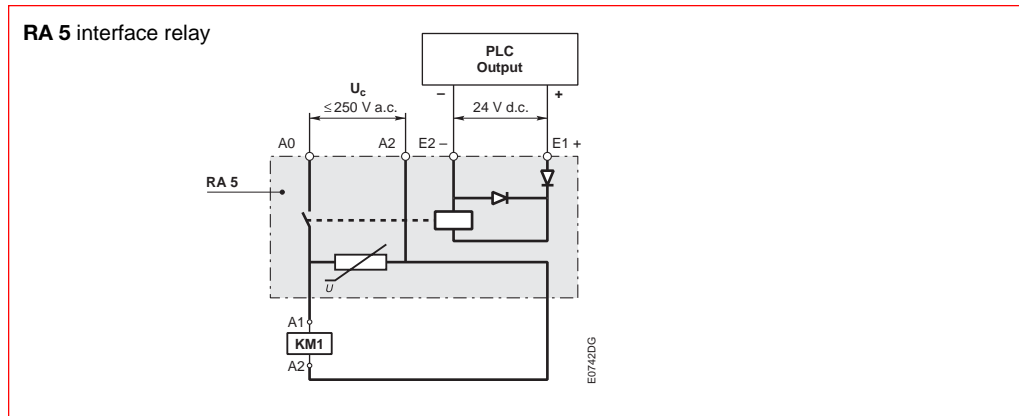 RA 5 interface relay
PLC
Output
Uc
– +
≤ 250 V a.c. 24 V d.c.
A0 A2 E2 – E1 +
RA 5
U
A1
KM1
A2
E0742DG